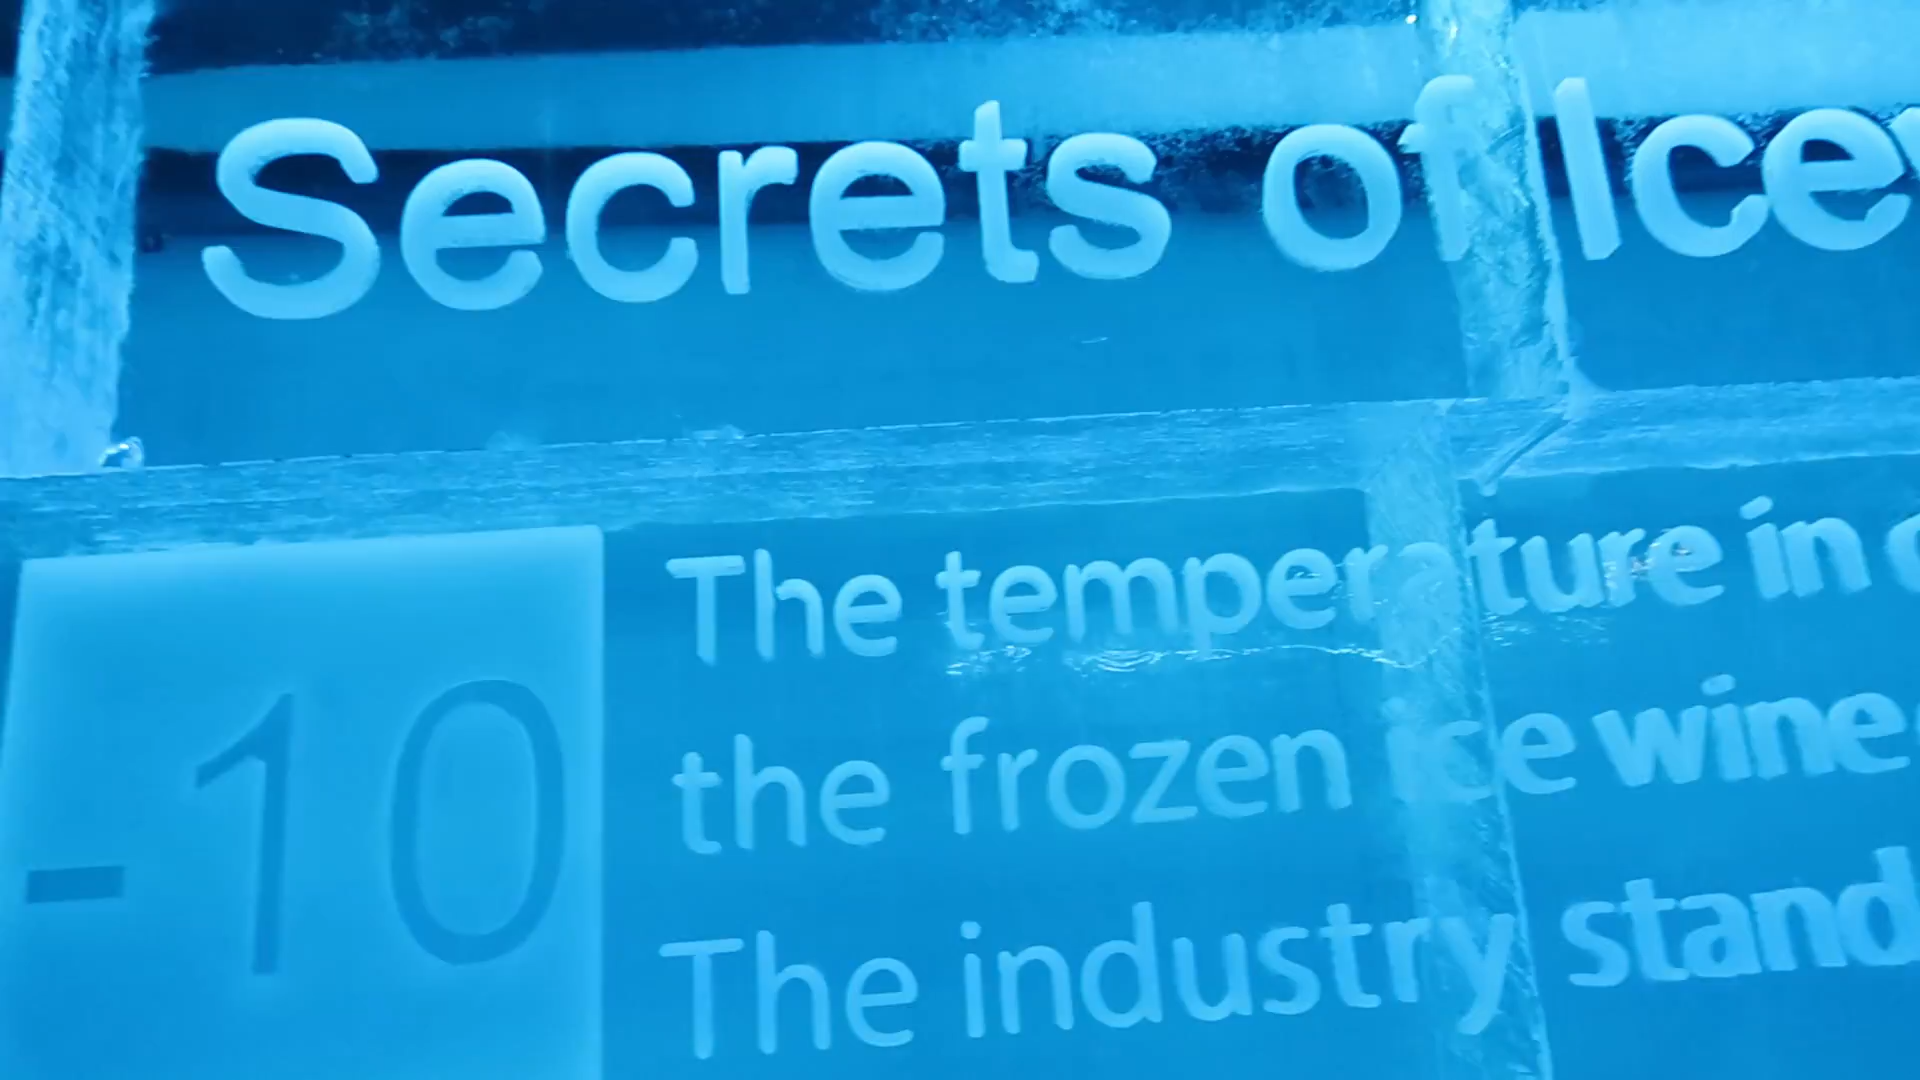 Secrets of Ice
-10
The temperature in
the frozen ice wine
The industry stand